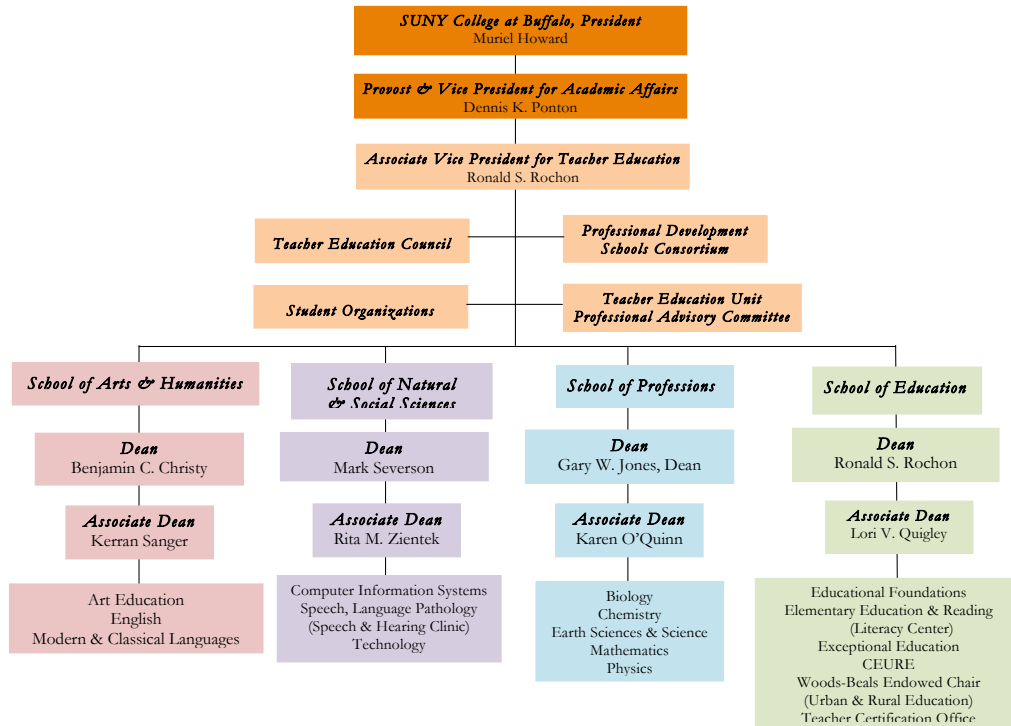 SUNY College at Buffalo, President
Muriel Howard
Provost & Vice President for Academic Affairs
Dennis K. Ponton
Associate Vice President for Teacher Education
Ronald S. Rochon
Teacher Education Council
Professional Development
Schools Consortium
Student Organizations
Teacher Education Unit
Professional Advisory Committee
School of Arts & Humanities
Dean
Benjamin C. Christy
Associate Dean
Kerran Sanger
Art Education
English
Modern & Classical Languages
School of Natural
& Social Sciences
Dean
Mark Severson
Associate Dean
Rita M. Zientek
Computer Information Systems
Speech, Language Pathology
(Speech & Hearing Clinic)
Technology
School of Professions
Dean
Gary W. Jones, Dean
Associate Dean
Karen O'Quinn
Biology
Chemistry
Earth Sciences & Science
Mathematics
Physics
School of Education
Dean
Ronald S. Rochon
Associate Dean
Lori V. Quigley
Educational Foundations
Elementary Education & Reading
(Literacy Center)
Exceptional Education
CEURE
Woods-Beals Endowed Chair
(Urban & Rural Education)
Teacher Certification Office